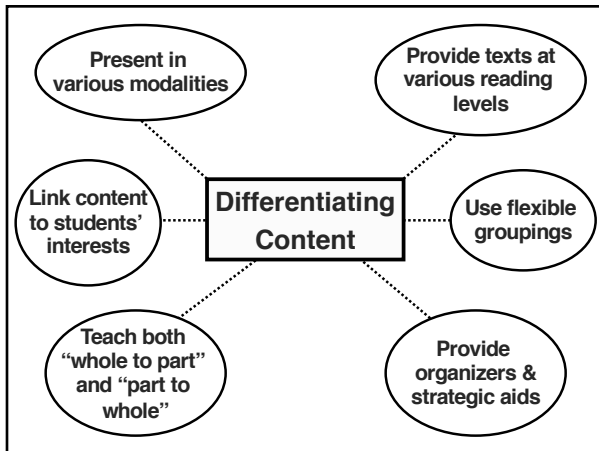 Present in
various modalities
Provide texts at
various reading
levels
Link content
to students’
interests
Differentiating
Content
Use flexible
groupings
Teach both
“whole to part”
and “part to
whole”
Provide
organizers &
strategic aids